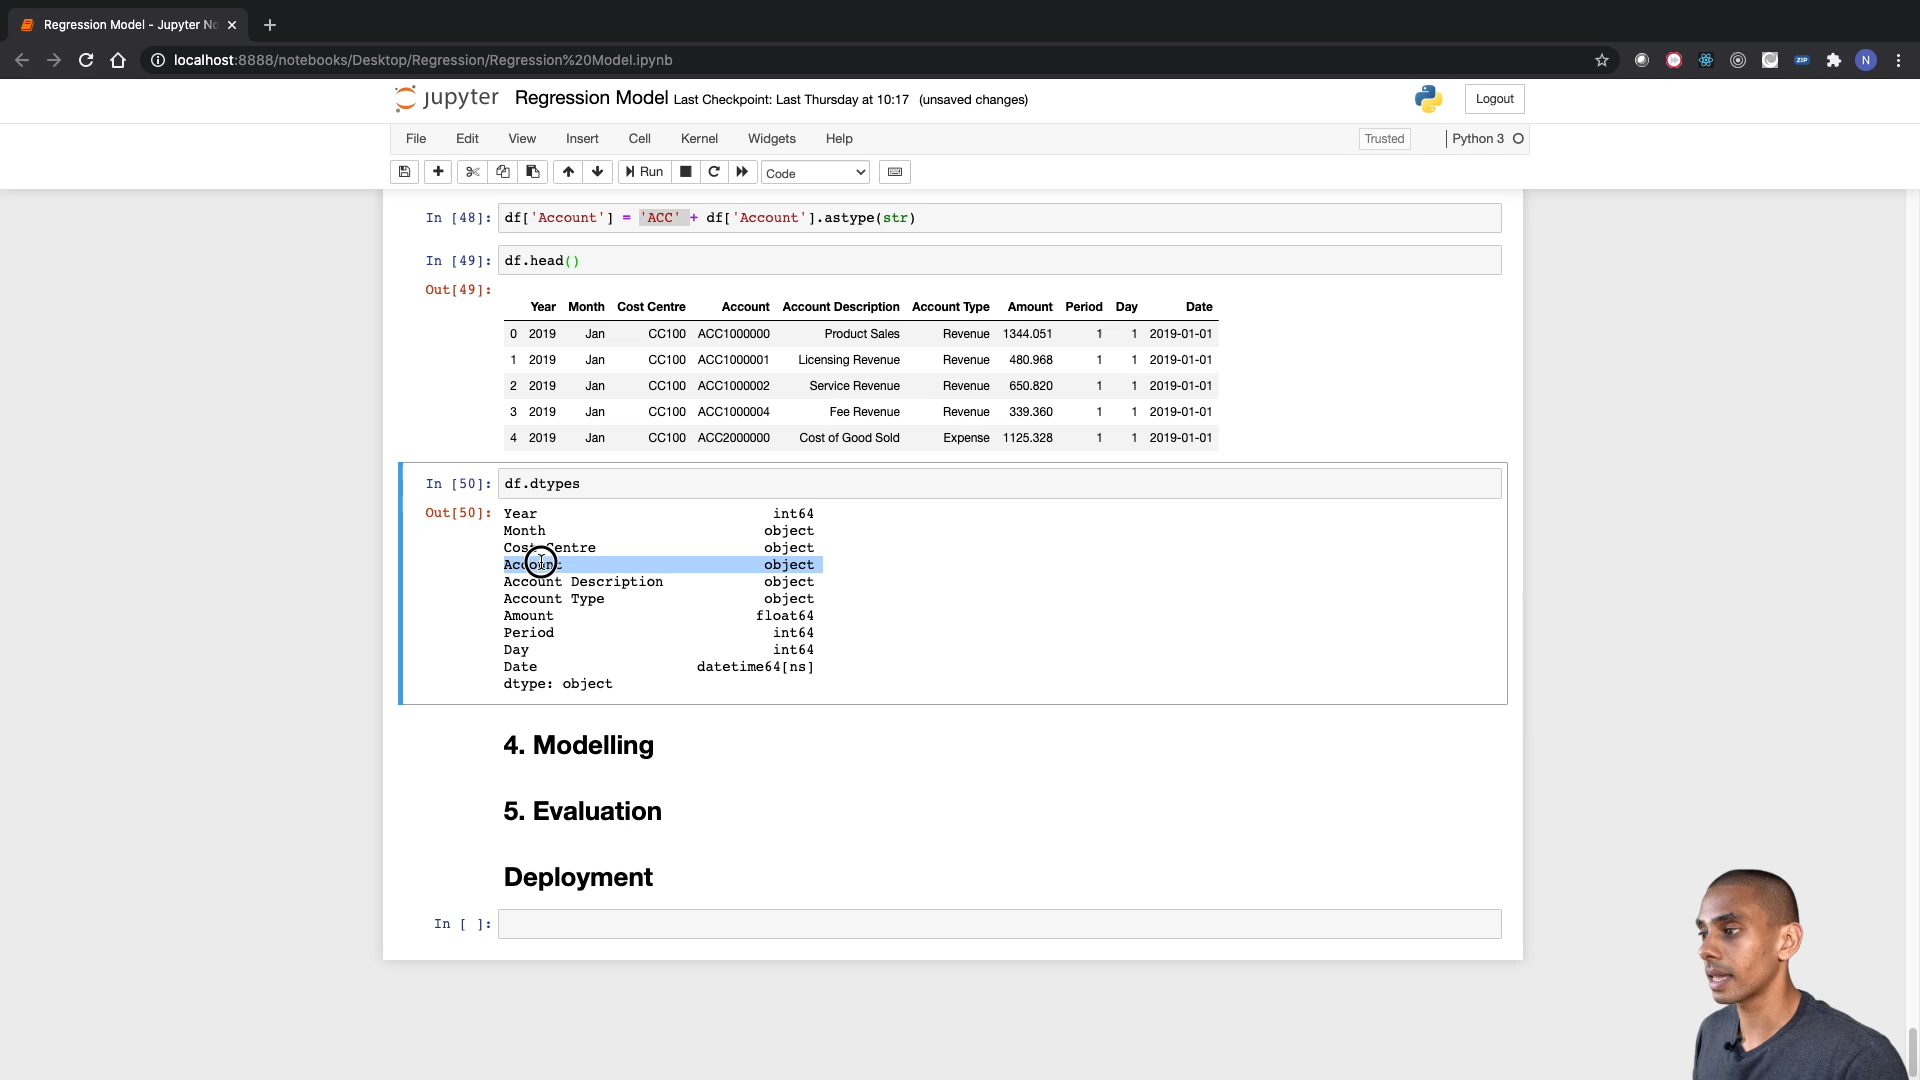 Regression Model - Jupyter No
localhost:8888/notebooks/Desktop/Regression/Regression%20Model.ipynb
ZIP
N
jupyter Regression Model Last Checkpoint: Last Thursday at 10:17 (unsaved changes)
Logout
File Edit View Insert Cell Kernel Widgets Help
Trusted
Python 3
Run
Code
In [48]: df['Account'] = 'ACC' + df['Account'].astype(str)
In [49]: df.head()
Out[49]:
Year Month Cost Centre Account Account Description Account Type Amount Period Day Date
0 2019 Jan CC100 ACC1000000 Product Sales Revenue 1344.051 1 1 2019-01-01
1 2019 Jan CC100 ACC1000001 Licensing Revenue Revenue 480.968 1 1 2019-01-01
2 2019 Jan CC100 ACC1000002 Service Revenue Revenue 650.820 1 1 2019-01-01
3 2019 Jan CC100 ACC1000004 Fee Revenue Revenue 339.360 1 1 2019-01-01
4 2019 Jan CC100 ACC2000000 Cost of Good Sold Expense 1125.328 1 1 2019-01-01
In [50]: df.dtypes
Out[50]: Year int64
Month object
Cost Centre object
Account object
Account Description object
Account Type object
Amount float64
Period int64
Day int64
Date datetime64[ns]
dtype: object
4. Modelling
5. Evaluation
Deployment
In [ ]: